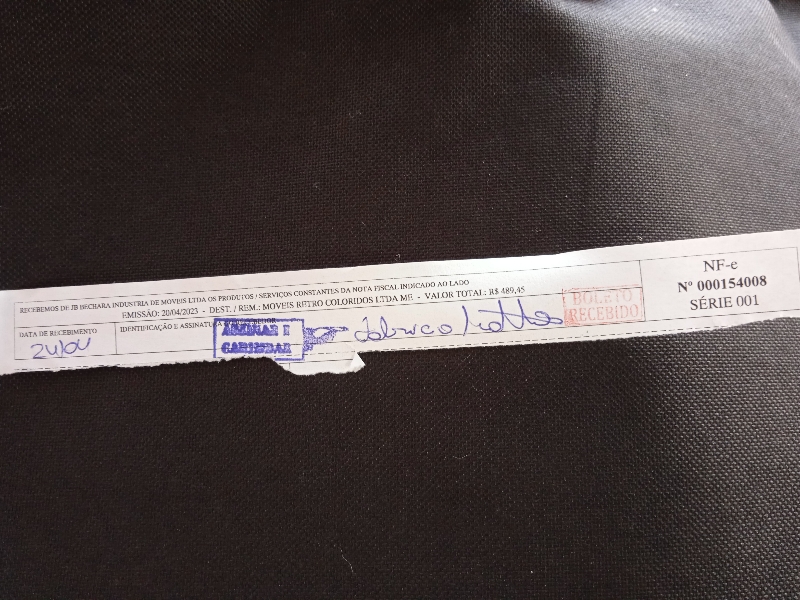 RECEBEMOS DE JB BECHARA INDUSTRIA DE MOVEIS LTDA OS PRODUTOS / SERVIÇOS CONSTANTES DA NOTA FISCAL INDICADO AO LADO
EMISSÃO: 20/04/2023 - DEST. / REM.: MOVEIS RETRO COLORIDOS LTDA ME - VALOR TOTAL: R$ 489,45
DATA DE RECEBIMENTO
24/04
IDENTIFICAÇÃO E ASSINATURA
ASSINAR E
CARIMBAR
BOLETO
RECEBIDO
NF-e
Nº 000154008
SÉRIE 001